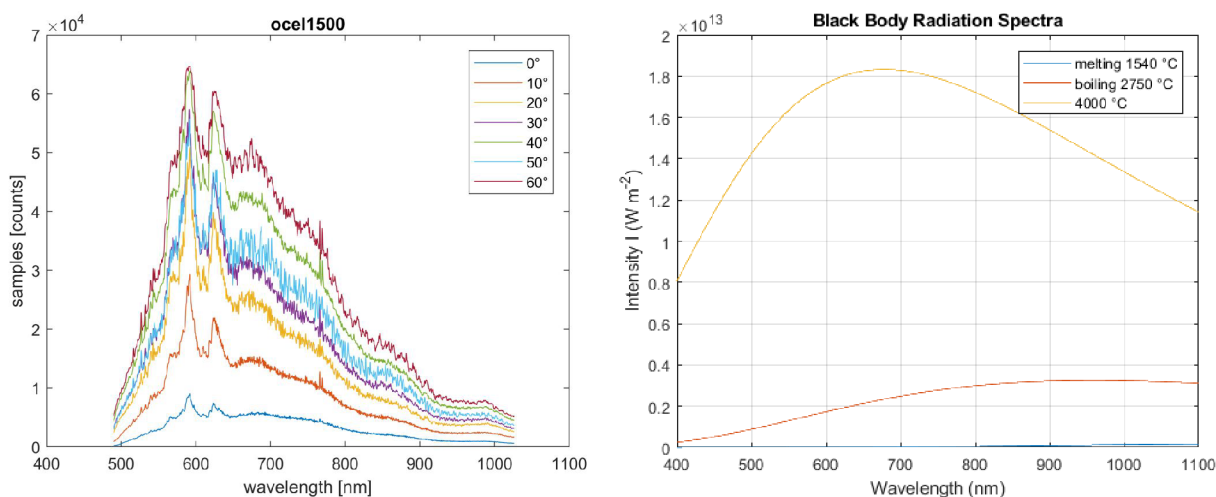 ocel1500
×10⁴
7
6
5
4
3
2
1
0
samples [counts]
400 500 600 700 800 900 1000 1100
wavelength [nm]
0°
10°
20°
30°
40°
50°
60°
Black Body Radiation Spectra
×10¹³
2
1.8
1.6
1.4
1.2
1
0.8
0.6
0.4
0.2
0
Intensity I (W m⁻²)
400 500 600 700 800 900 1000 1100
Wavelength (nm)
melting 1540 °C
boiling 2750 °C
4000 °C